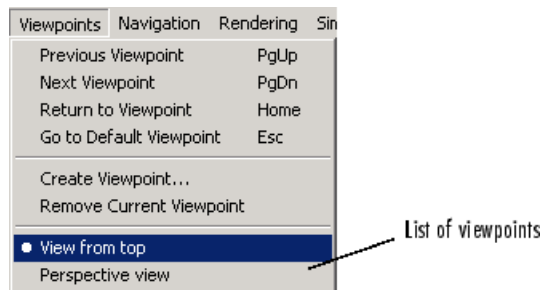 Viewpoints Navigation Rendering Sin
Previous Viewpoint PgUp
Next Viewpoint PgDn
Return to Viewpoint Home
Go to Default Viewpoint Esc
Create Viewpoint...
Remove Current Viewpoint
View from top
List of viewpoints
Perspective view